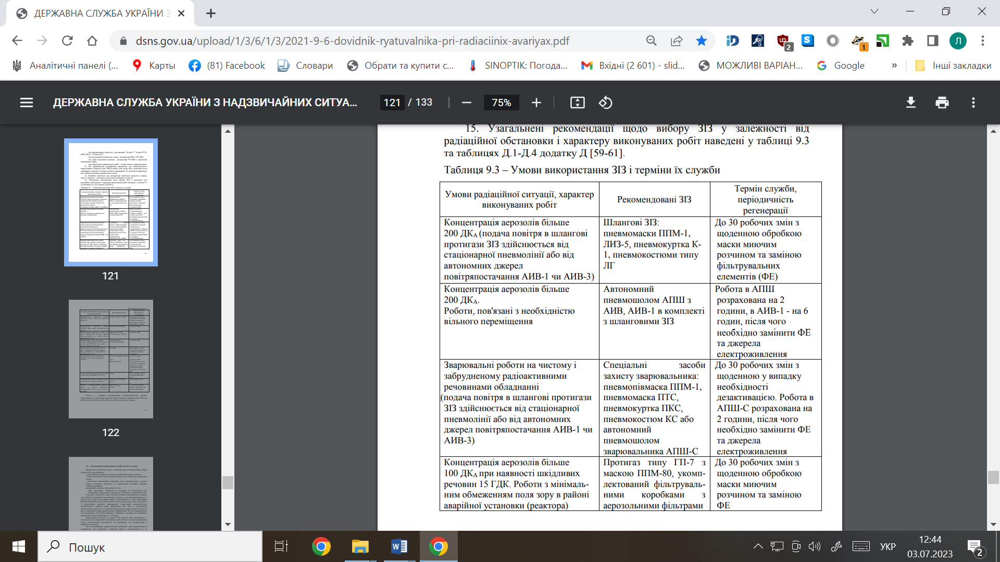 ДЕРЖАВНА СЛУЖБА УКРАЇНИ З
dsns.gov.ua/upload/1/3/6/1/3/2021-9-6-dovidnik-ryatuvalnika-pri-radiaciinix-avariyax.pdf
2
1
Л
Аналітичні панелі (...
Карты
(81) Facebook
Словари
Обрати та купити с...
SINOPTIK: Погода...
Вхідні (2 601) - slid...
МОЖЛИВІ ВАРІАН...
Google
»
Інші закладки
ДЕРЖАВНА СЛУЖБА УКРАЇНИ З НАДЗВИЧАЙНИХ СИТУА...
121 / 133
75%
121
122
15. Узагальнені рекомендації щодо вибору ЗІЗ у залежності від
радіаційної обстановки і характеру виконуваних робіт наведені у таблиці 9.3
та таблицях Д.1-Д.4 додатку Д [59-61].
Таблиця 9.3 – Умови використання ЗІЗ і терміни їх служби
Умови радіаційної ситуації, характер
виконуваних робіт
Рекомендовані ЗІЗ
Термін служби,
періодичність
регенерації
Концентрація аерозолів більше
200 ДКА (подача повітря в шлангові
протигази ЗІЗ здійснюється від
стаціонарної пневмолінії або від
автономних джерел
повітряпостачання АИВ-1 чи АИВ-3)
Шлангові ЗІЗ:
пневмомаски ППМ-1,
ЛИЗ-5, пневмокуртка К-
1, пневмокостюми типу
ЛГ
До 30 робочих змін з
щоденною обробкою
маски миючим
розчином та заміною
фільтрувальних
елементів (ФЕ)
Концентрація аерозолів більше
200 ДКА.
Роботи, пов'язані з необхідністю
вільного переміщення
Автономний
пневмошолом АПШ з
АИВ, АИВ-1 в комплекті
з шланговими ЗІЗ
Робота в АПШ
розрахована на 2
години, в АИВ-1 - на 6
годин, після чого
необхідно замінити ФЕ
та джерела
електроживлення
Зварювальні роботи на чистому і
забрудненому радіоактивними
речовинами обладнанні
(подача повітря в шлангові протигази
ЗІЗ здійснюється від стаціонарної
пневмолінії або від автономних
джерел повітряпостачання АИВ-1 чи
АИВ-3)
Спеціальні засоби
захисту зварювальника:
пневмопівмаска ППМ-1,
пневмомаска ПТС,
пневмокуртка ПКС,
пневмокостюм КС або
автономний
пневмошолом
зварювальника АПШ-С
До 30 робочих змін з
щоденною у випадку
необхідності
дезактивацією. Робота в
АПШ-С розрахована на
2 години, після чого
необхідно замінити ФЕ
та джерела
електроживлення
Концентрація аерозолів більше
100 ДКА при наявності шкідливих
речовин 15 ГДК. Роботи з мінімаль-
ним обмеженням поля зору в районі
аварійної установки (реактора)
Протигаз типу ГП-7 з
маскою ППМ-80, укомп-
лектований фільтруваль-
ними коробками з
аерозольними фільтрами
До 30 робочих змін з
щоденною обробкою
маски миючим
розчином та заміною
ФЕ
Пошук
УКР
12:44
03.07.2023
2